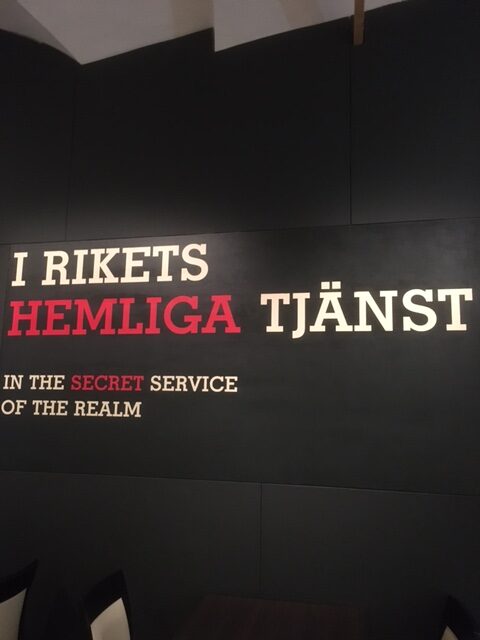 I RIKETS
HEMLIGA TJÄNST
IN THE SECRET SERVICE
OF THE REALM